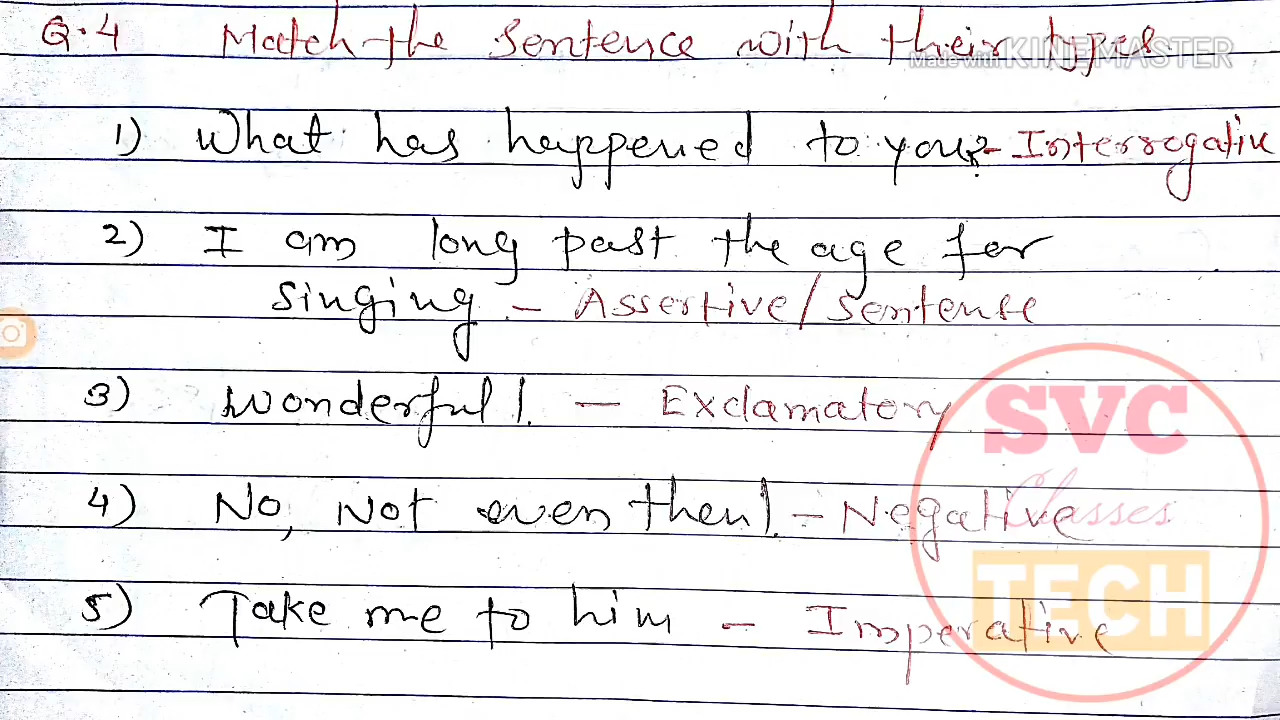 Q.4 Match the Sentence with their types.
Made with KINEMASTER
1) What has happened to you? - Interrogative
2) I am long past the age for
singing - Assertive/Sentense
3) Wonderful! - Exclamatory
4) No, Not even then! - Negative
5) Take me to him - Imperative
SVC
Classes
TECH